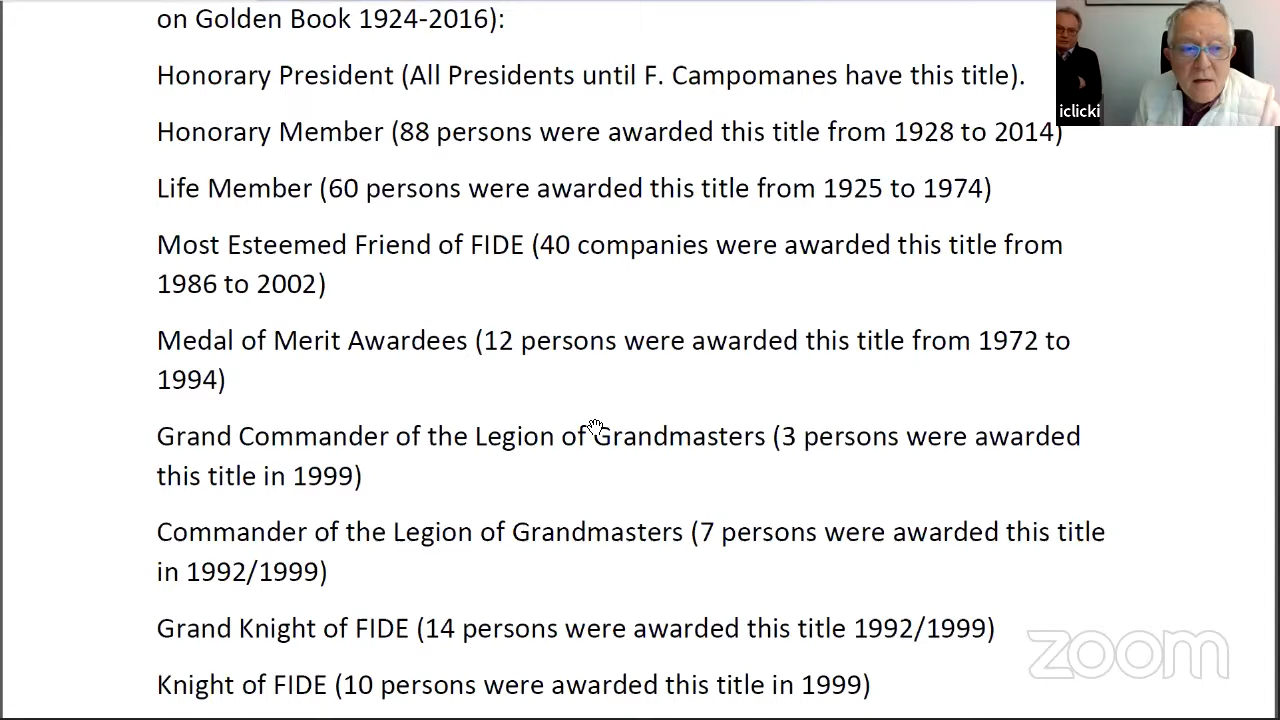 on Golden Book 1924-2016):
Honorary President (All Presidents until F. Campomanes have this title).
Honorary Member (88 persons were awarded this title from 1928 to 2014)
Life Member (60 persons were awarded this title from 1925 to 1974)
Most Esteemed Friend of FIDE (40 companies were awarded this title from
1986 to 2002)
Medal of Merit Awardees (12 persons were awarded this title from 1972 to
1994)
Grand Commander of the Legion of Grandmasters (3 persons were awarded
this title in 1999)
Commander of the Legion of Grandmasters (7 persons were awarded this title
in 1992/1999)
Grand Knight of FIDE (14 persons were awarded this title 1992/1999)
Knight of FIDE (10 persons were awarded this title in 1999)
iclicki
zoom